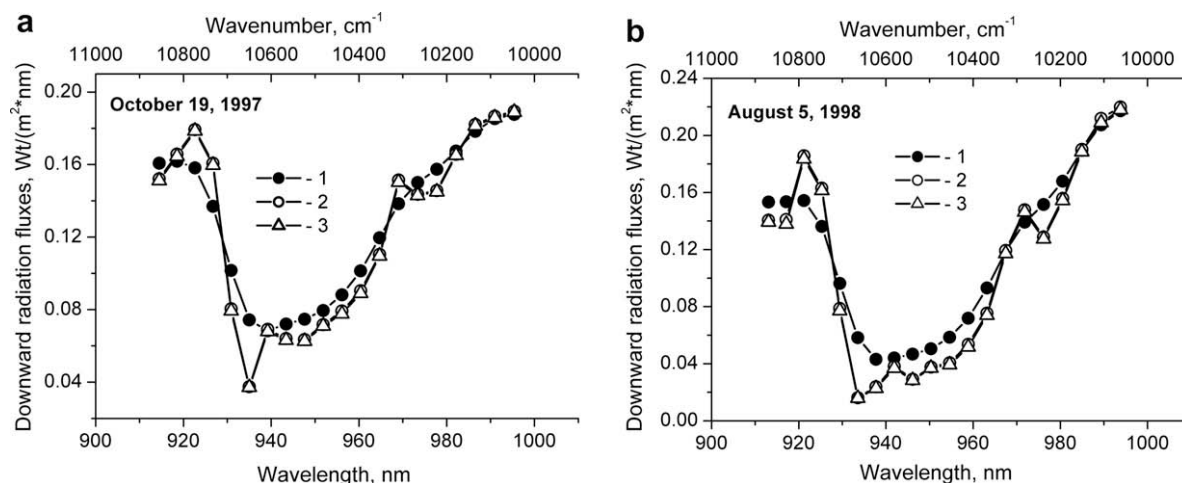 a
Wavenumber, cm⁻¹
11000 10800 10600 10400 10200 10000
Downward radiation fluxes, Wt/(m²*nm)
0.20
0.16
0.12
0.08
0.04
October 19, 1997
- 1
- 2
- 3
900 920 940 960 980 1000
Wavelength, nm
b
Wavenumber, cm⁻¹
11000 10800 10600 10400 10200 10000
Downward radiation fluxes, Wt/(m²*nm)
0.24
0.20
0.16
0.12
0.08
0.04
0.00
August 5, 1998
- 1
- 2
- 3
900 920 940 960 980 1000
Wavelength, nm